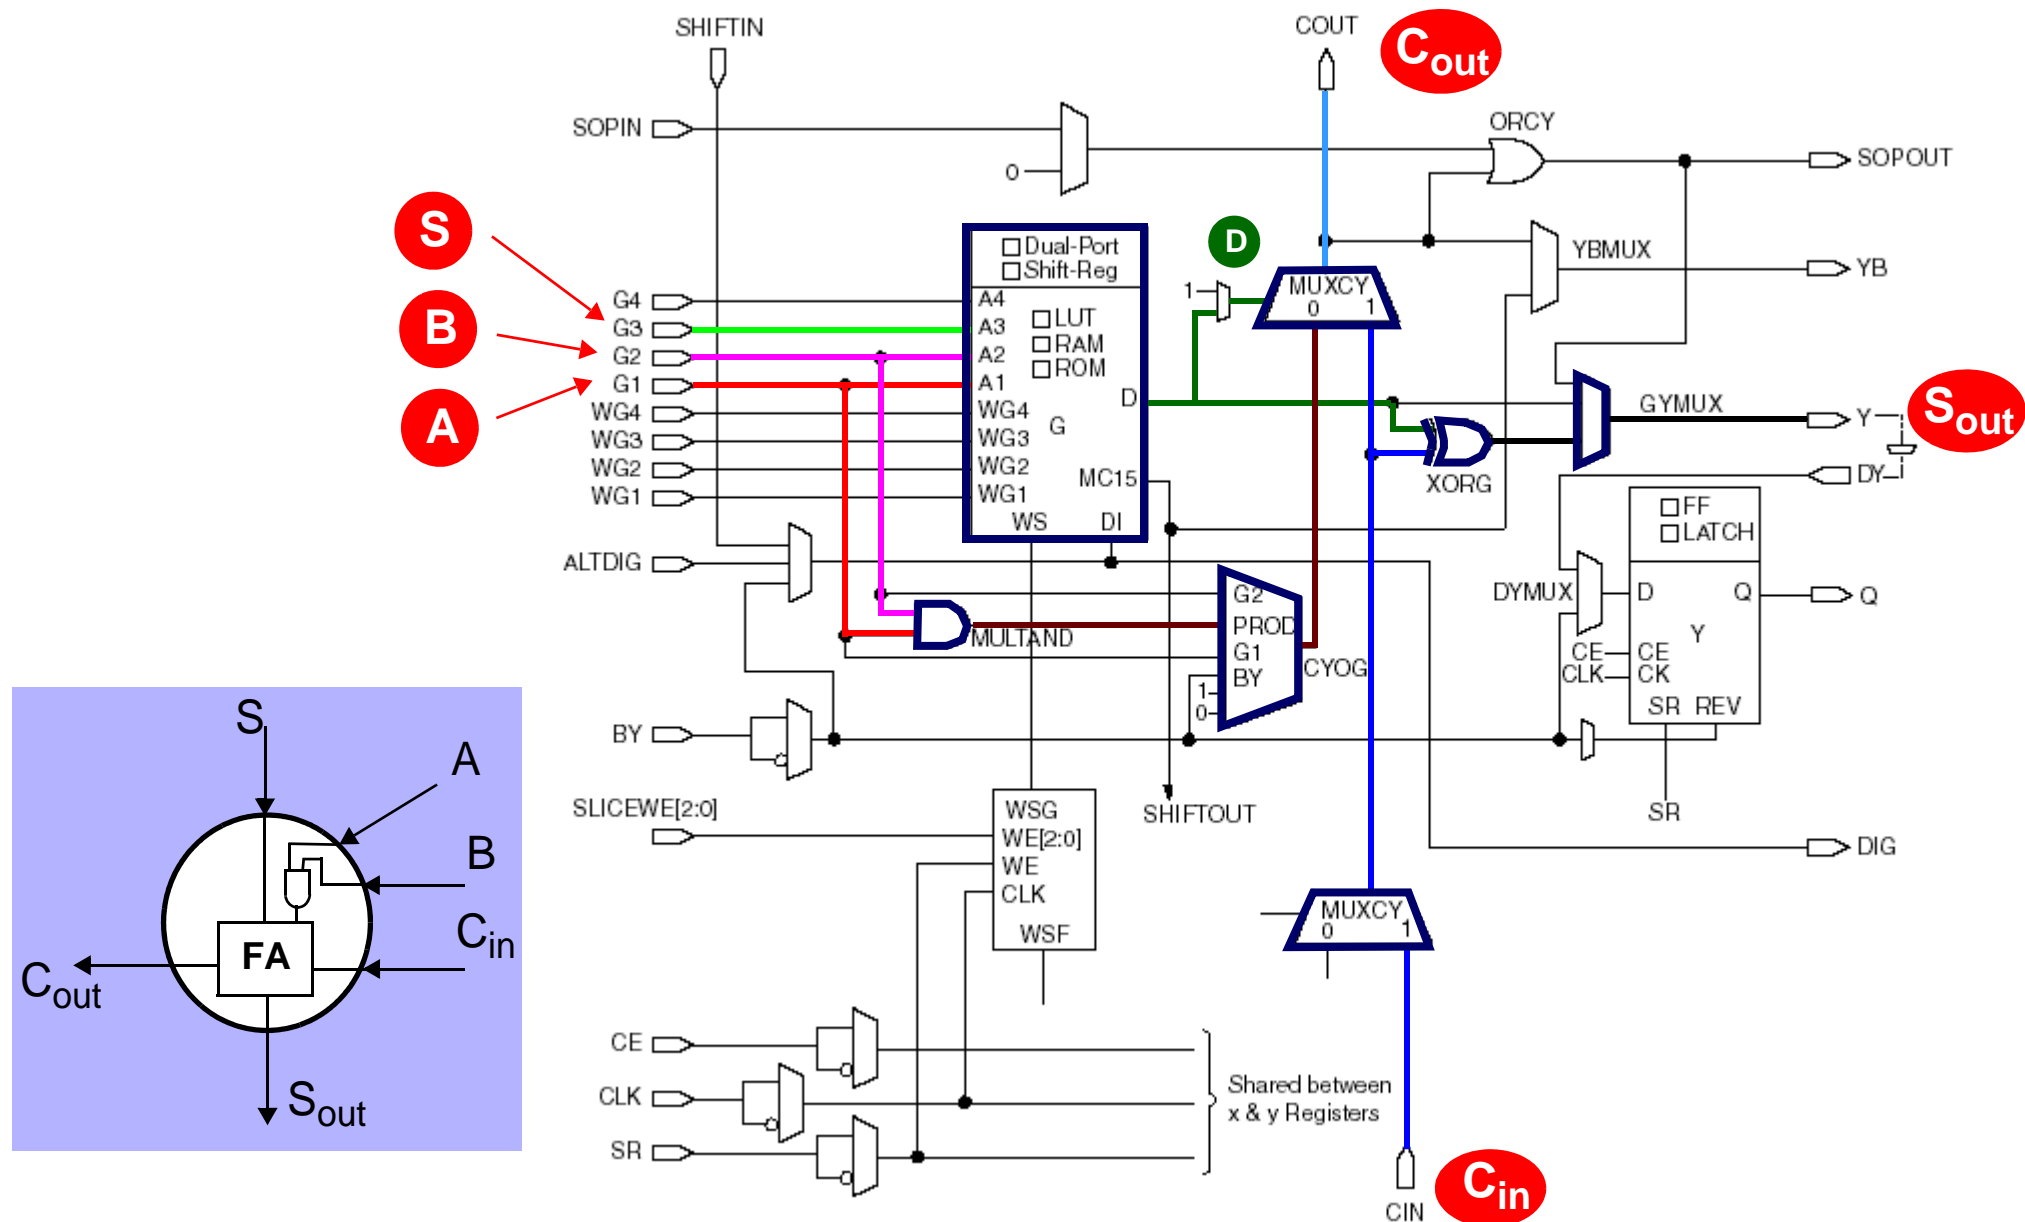 SHIFTIN
COUT
Cout
SOPIN
0
ORCY
SOPOUT
S
D
Dual-Port
Shift-Reg
YBMUX
YB
G4
G3
G2
G1
WG4
WG3
WG2
WG1
B
A
A4
A3
A2
A1
WG4
WG3
WG2
WG1
LUT
RAM
ROM
D
G
MC15
WS
DI
1
MUXCY
0
1
GYMUX
Y
Sout
DY
XORG
FF
LATCH
ALTDIG
DYMUX
D
Q
Q
Y
CE
CE
CLK
CK
SR
REV
SR
G2
PROD
G1
BY
1
0
MULTAND
CYOG
BY
SLICEWE[2:0]
WSG
WE[2:0]
WE
CLK
WSF
SHIFTOUT
DIG
MUXCY
0
1
CE
CLK
SR
Shared between
x & y Registers
CIN
Cin
S
A
B
Cin
FA
Cout
Sout